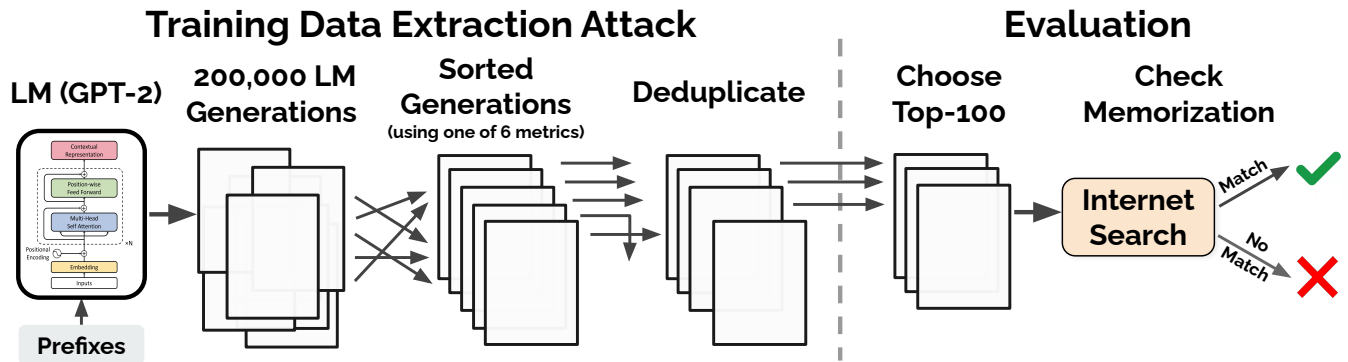 Training Data Extraction Attack
Evaluation
LM (GPT-2)
200,000 LM
Generations
Sorted
Generations
(using one of 6 metrics)
Deduplicate
Choose
Top-100
Check
Memorization
Contextual
Representation
Position-wise
Feed Forward
Multi-Head
Self Attention
×N
Positional
Encoding
Embedding
Inputs
Prefixes
Internet
Search
Match
No
Match